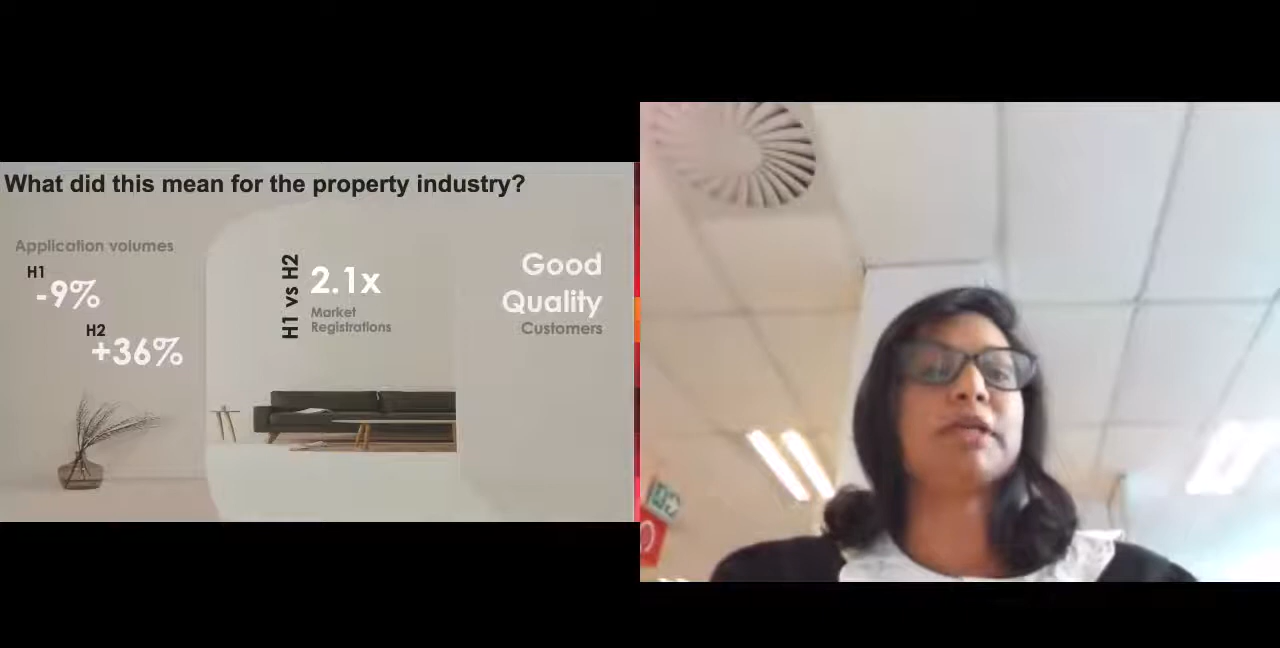 What did this mean for the property industry?
Application volumes
H1
-9%
H2
+36%
H1 vs H2
2.1x
Market
Registrations
Good
Quality
Customers